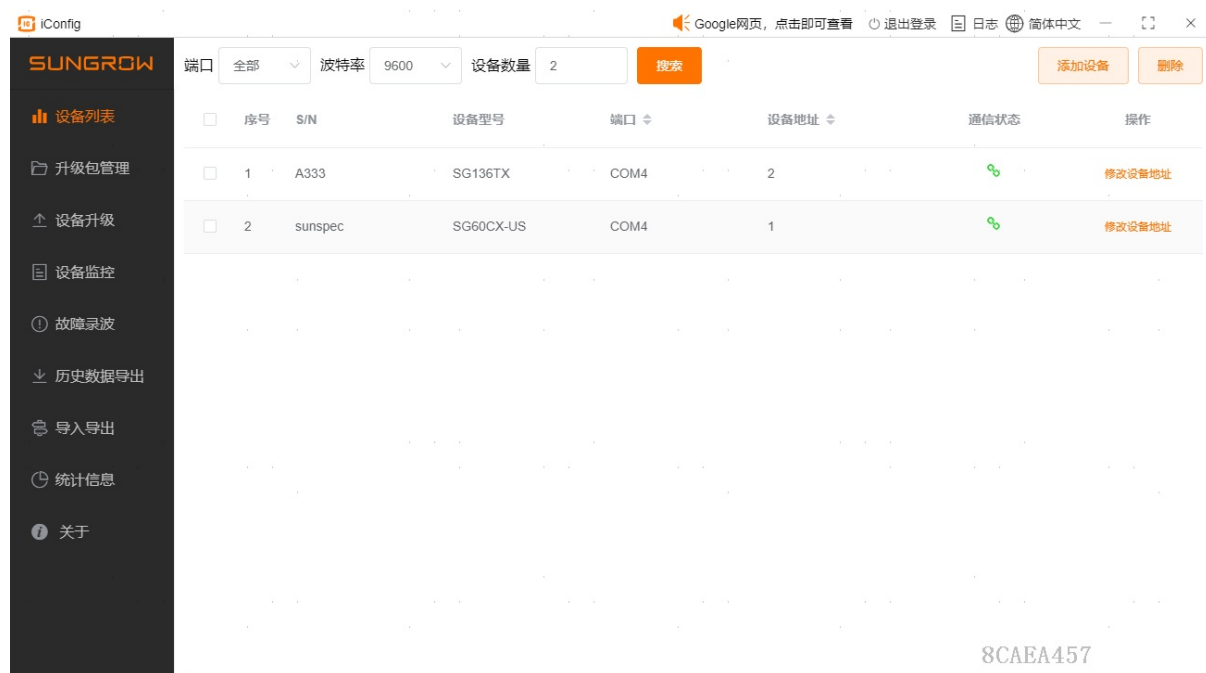 iConfig Google网页，点击即可查看 退出登录 日志 简体中文
SUNGROW 端口 全部 波特率 9600 设备数量 2 搜索 添加设备 删除
设备列表 序号 S/N 设备型号 端口 设备地址 通信状态 操作
升级包管理 1 A333 SG136TX COM4 2 修改设备地址
设备升级 2 sunspec SG60CX-US COM4 1 修改设备地址
设备监控
故障录波
历史数据导出
导入导出
统计信息
关于
8CAEA457